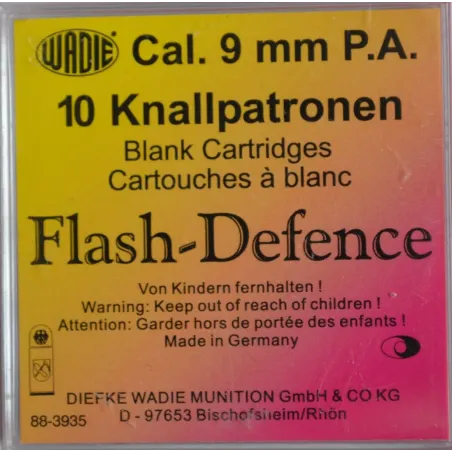 WADIE Cal. 9 mm P.A.
10 Knallpatronen
Blank Cartridges
Cartouches à blanc
Flash-Defence
Von Kindern fernhalten !
Warning: Keep out of reach of children !
Attention: Garder hors de portée des enfants !
Made in Germany
DIEFKE WADIE MUNITION GmbH & CO KG
88-3935 D - 97653 Bischofsheim/Rhön